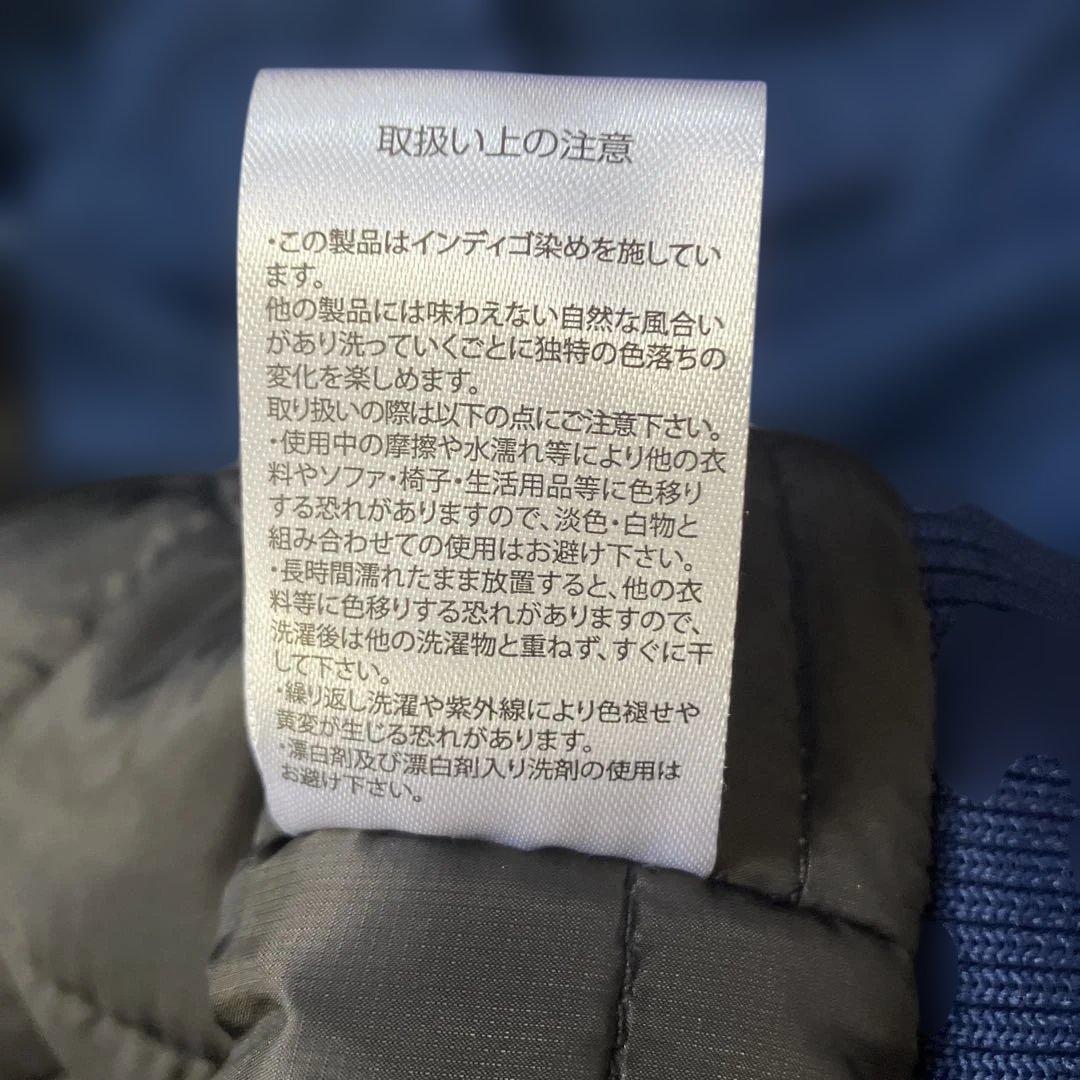 取扱い上の注意
・この製品はインディゴ染めを施してい
ます。
他の製品には味わえない自然な風合い
があり洗っていくごとに独特の色落ちの
変化を楽しめます。
取り扱いの際は以下の点にご注意下さい。
・使用中の摩擦や水濡れ等により他の衣
料やソファ・椅子・生活用品等に色移り
する恐れがありますので、淡色・白物と
組み合わせての使用はお避け下さい。
・長時間濡れたまま放置すると、他の衣
料等に色移りする恐れがありますので、
洗濯後は他の洗濯物と重ねず、すぐに干
して下さい。
・繰り返し洗濯や紫外線により色褪せや
黄変が生じる恐れがあります。
・漂白剤及び漂白剤入り洗剤の使用は
お避け下さい。